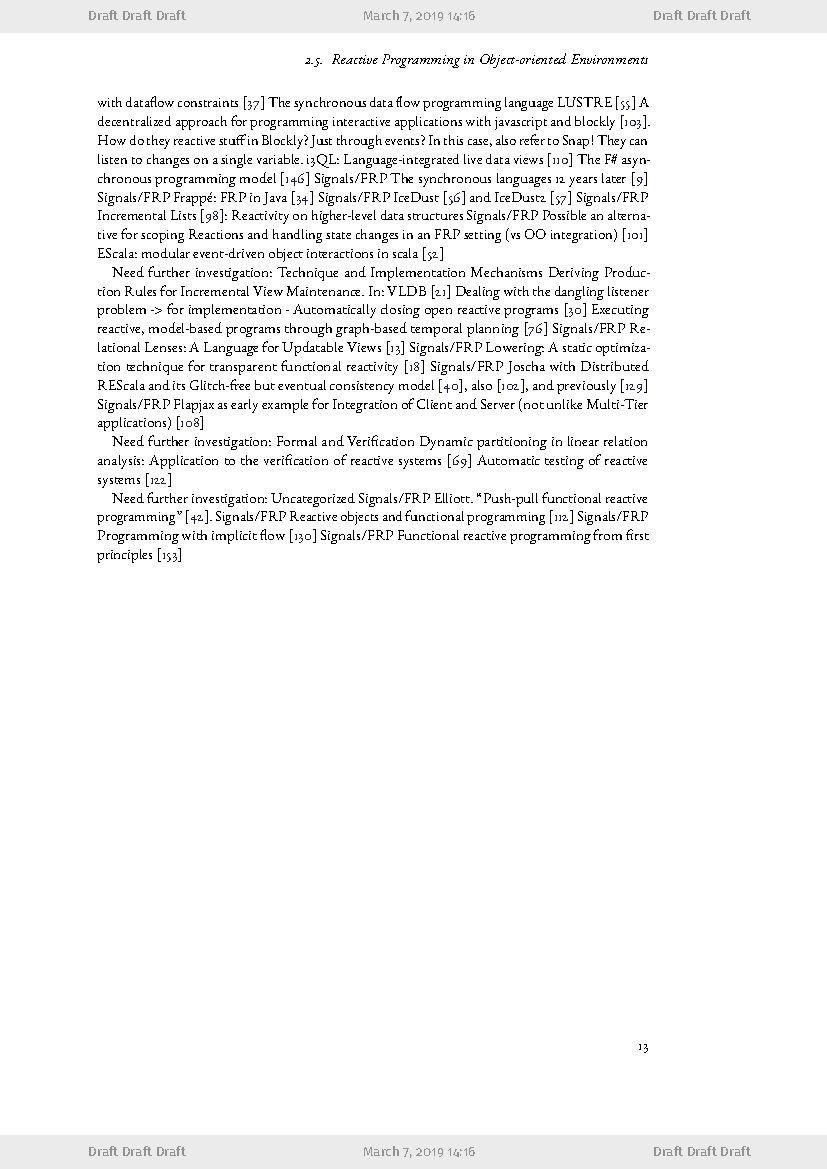 Draft Draft Draft March 7, 2019 14:16 Draft Draft Draft
2.5. Reactive Programming in Object-oriented Environments
with dataflow constraints [37] The synchronous data flow programming language LUSTRE [55] A
decentralized approach for programming interactive applications with javascript and blockly [103].
How do they reactive stuff in Blockly? Just through events? In this case, also refer to Snap! They can
listen to changes on a single variable. i3QL: Language-integrated live data views [110] The F# asyn-
chronous programming model [146] Signals/FRP The synchronous languages 12 years later [9]
Signals/FRP Frappé: FRP in Java [34] Signals/FRP IceDust [56] and IceDust2 [57] Signals/FRP
Incremental Lists [98]: Reactivity on higher-level data structures Signals/FRP Possible an alterna-
tive for scoping Reactions and handling state changes in an FRP setting (vs OO integration) [101]
EScala: modular event-driven object interactions in scala [52]
Need further investigation: Technique and Implementation Mechanisms Deriving Produc-
tion Rules for Incremental View Maintenance. In: VLDB [21] Dealing with the dangling listener
problem -> for implementation - Automatically closing open reactive programs [30] Executing
reactive, model-based programs through graph-based temporal planning [76] Signals/FRP Re-
lational Lenses: A Language for Updatable Views [13] Signals/FRP Lowering: A static optimiza-
tion technique for transparent functional reactivity [18] Signals/FRP Joscha with Distributed
REScala and its Glitch-free but eventual consistency model [40], also [102], and previously [129]
Signals/FRP Flapjax as early example for Integration of Client and Server (not unlike Multi-Tier
applications) [108]
Need further investigation: Formal and Verification Dynamic partitioning in linear relation
analysis: Application to the verification of reactive systems [69] Automatic testing of reactive
systems [122]
Need further investigation: Uncategorized Signals/FRP Elliott. “Push-pull functional reactive
programming” [42]. Signals/FRP Reactive objects and functional programming [112] Signals/FRP
Programming with implicit flow [130] Signals/FRP Functional reactive programming from first
principles [153]
13
Draft Draft Draft March 7, 2019 14:16 Draft Draft Draft